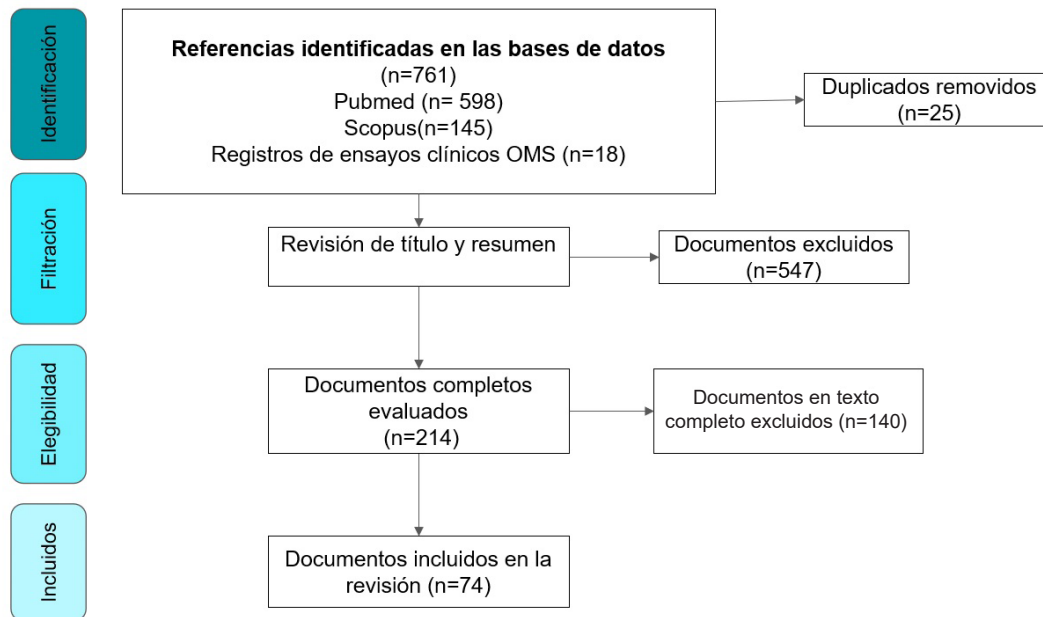 Identificación
Referencias identificadas en las bases de datos
(n=761)
Pubmed (n= 598)
Scopus(n=145)
Registros de ensayos clínicos OMS (n=18)
Duplicados removidos
(n=25)
Filtración
Revisión de título y resumen
Documentos excluidos
(n=547)
Elegibilidad
Documentos completos
evaluados
(n=214)
Documentos en texto
completo excluidos (n=140)
Incluidos
Documentos incluidos en la
revisión (n=74)